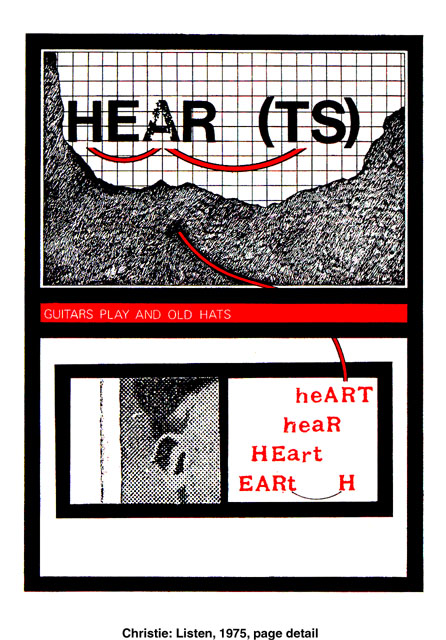 HEAR (TS)
GUITARS PLAY AND OLD HATS
heART
heaR
HEart
EARt H
Christie: Listen, 1975, page detail